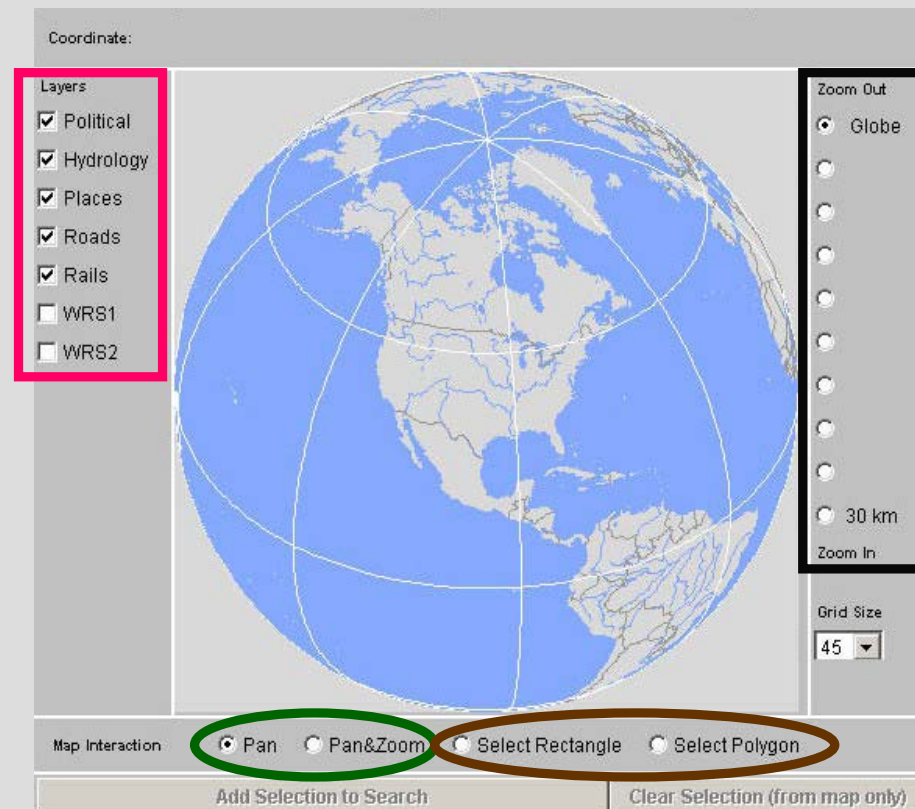 Coordinate:
Layers
Political
Hydrology
Places
Roads
Rails
WRS1
WRS2
Zoom Out
Globe
30 km
Zoom In
Grid Size
45
Map Interaction Pan Pan&Zoom Select Rectangle Select Polygon
Add Selection to Search Clear Selection (from map only)